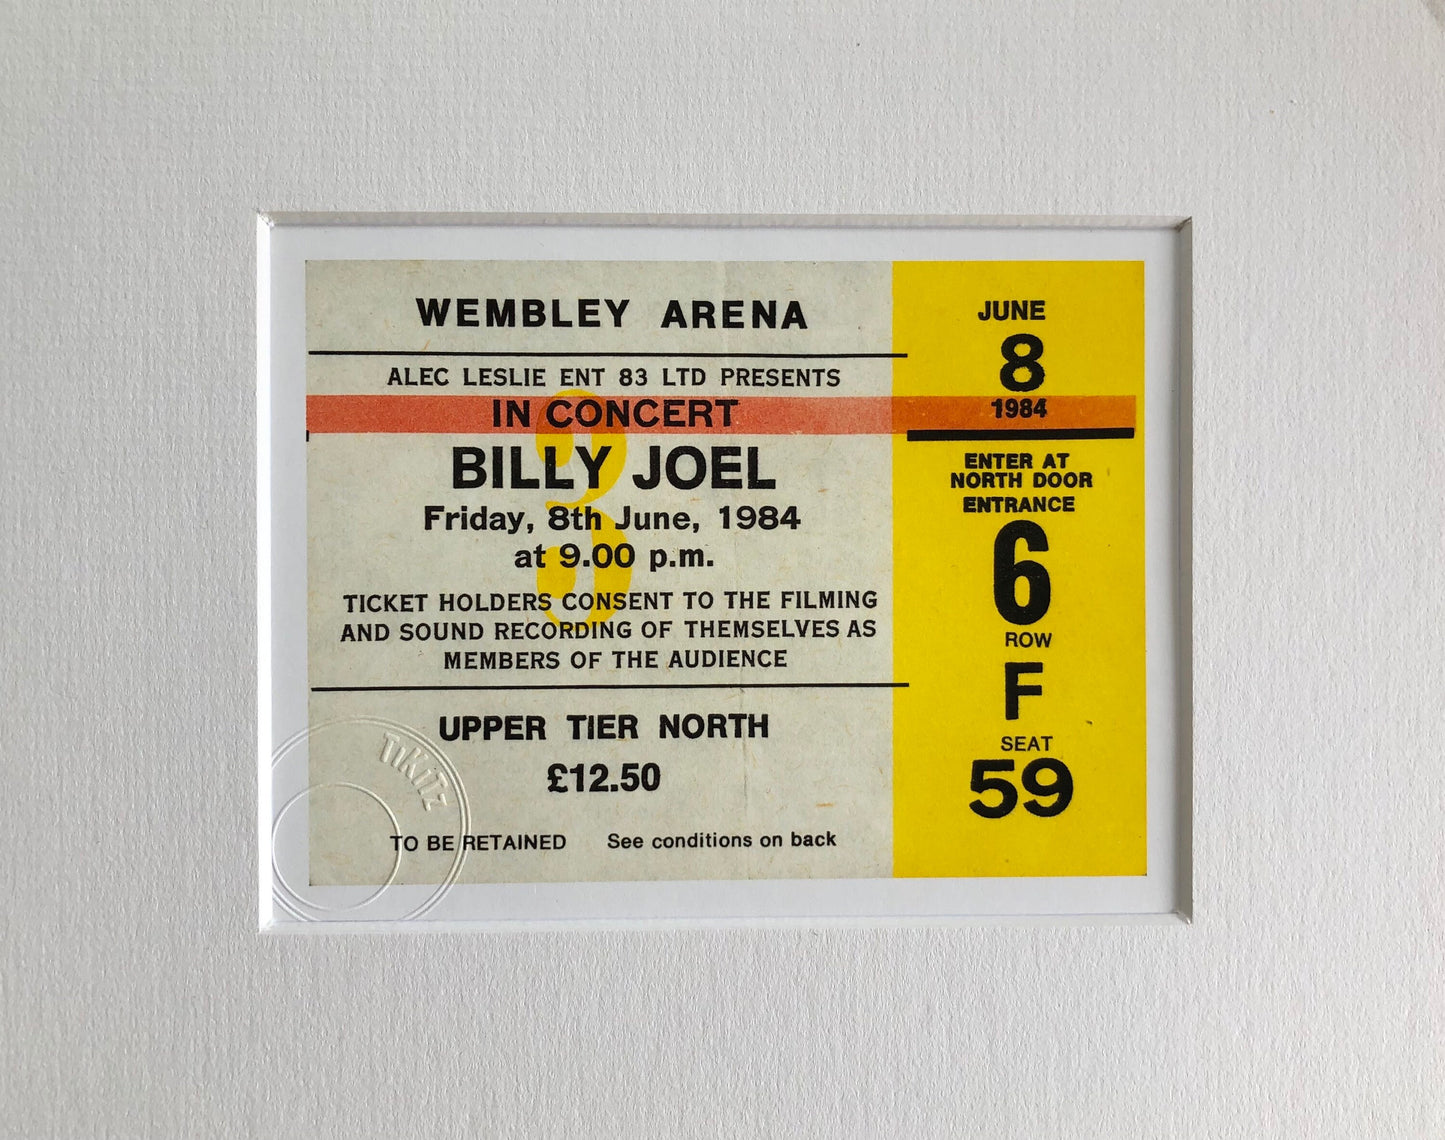 WEMBLEY ARENA
ALEC LESLIE ENT 83 LTD PRESENTS
IN CONCERT
3
BILLY JOEL
Friday, 8th June, 1984
at 9.00 p.m.
TICKET HOLDERS CONSENT TO THE FILMING
AND SOUND RECORDING OF THEMSELVES AS
MEMBERS OF THE AUDIENCE
UPPER TIER NORTH
£12.50
TO BE RETAINED See conditions on back
TiKiTz
JUNE
8
1984
ENTER AT
NORTH DOOR
ENTRANCE
6
ROW
F
SEAT
59